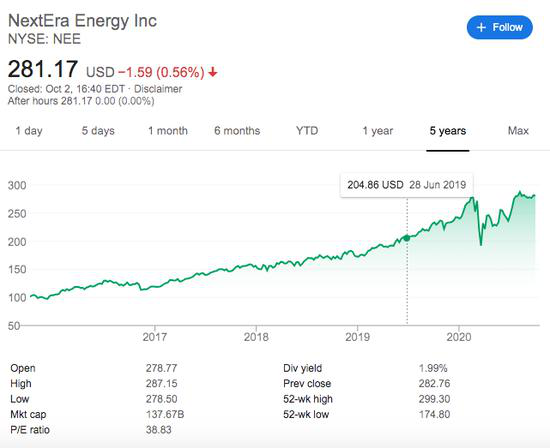 NextEra Energy Inc
NYSE: NEE
+ Follow
281.17 USD −1.59 (0.56%) ↓
Closed: Oct 2, 16:40 EDT · Disclaimer
After hours 281.17 0.00 (0.00%)
1 day 5 days 1 month 6 months YTD 1 year 5 years Max
204.86 USD 28 Jun 2019
300
250
200
150
100
50
2017 2018 2019 2020
Open 278.77 Div yield 1.99%
High 287.15 Prev close 282.76
Low 278.50 52-wk high 299.30
Mkt cap 137.67B 52-wk low 174.80
P/E ratio 38.83